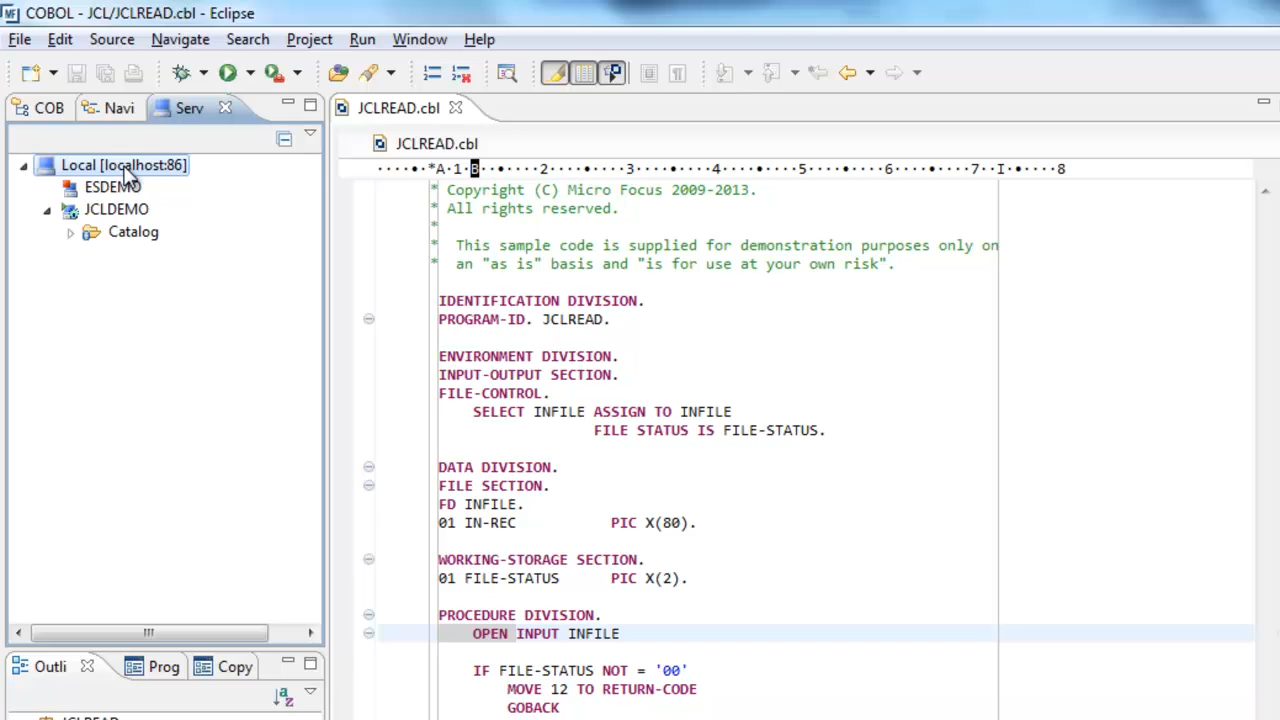 COBOL - JCL/JCLREAD.cbl - Eclipse
File Edit Source Navigate Search Project Run Window Help
COB Navi Serv
JCLREAD.cbl
Local [localhost:86]
ESDEMO
JCLDEMO
Catalog
JCLREAD.cbl
*A·1·B··•····2····•····3····•····4····•····5····•····6····•····7··I·•····8
* Copyright (C) Micro Focus 2009-2013.
* All rights reserved.
*
* This sample code is supplied for demonstration purposes only on
* an "as is" basis and "is for use at your own risk".
IDENTIFICATION DIVISION.
PROGRAM-ID. JCLREAD.
ENVIRONMENT DIVISION.
INPUT-OUTPUT SECTION.
FILE-CONTROL.
SELECT INFILE ASSIGN TO INFILE
FILE STATUS IS FILE-STATUS.
DATA DIVISION.
FILE SECTION.
FD INFILE.
01 IN-REC PIC X(80).
WORKING-STORAGE SECTION.
01 FILE-STATUS PIC X(2).
PROCEDURE DIVISION.
OPEN INPUT INFILE
IF FILE-STATUS NOT = '00'
MOVE 12 TO RETURN-CODE
GOBACK
Outli Prog Copy
JCLREAD